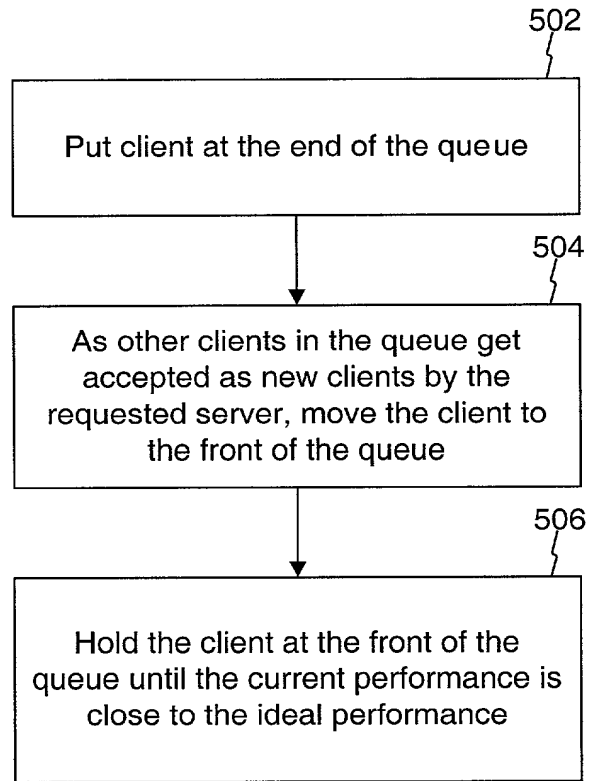 502
Put client at the end of the queue
504
As other clients in the queue get
accepted as new clients by the
requested server, move the client to
the front of the queue
506
Hold the client at the front of the
queue until the current performance is
close to the ideal performance